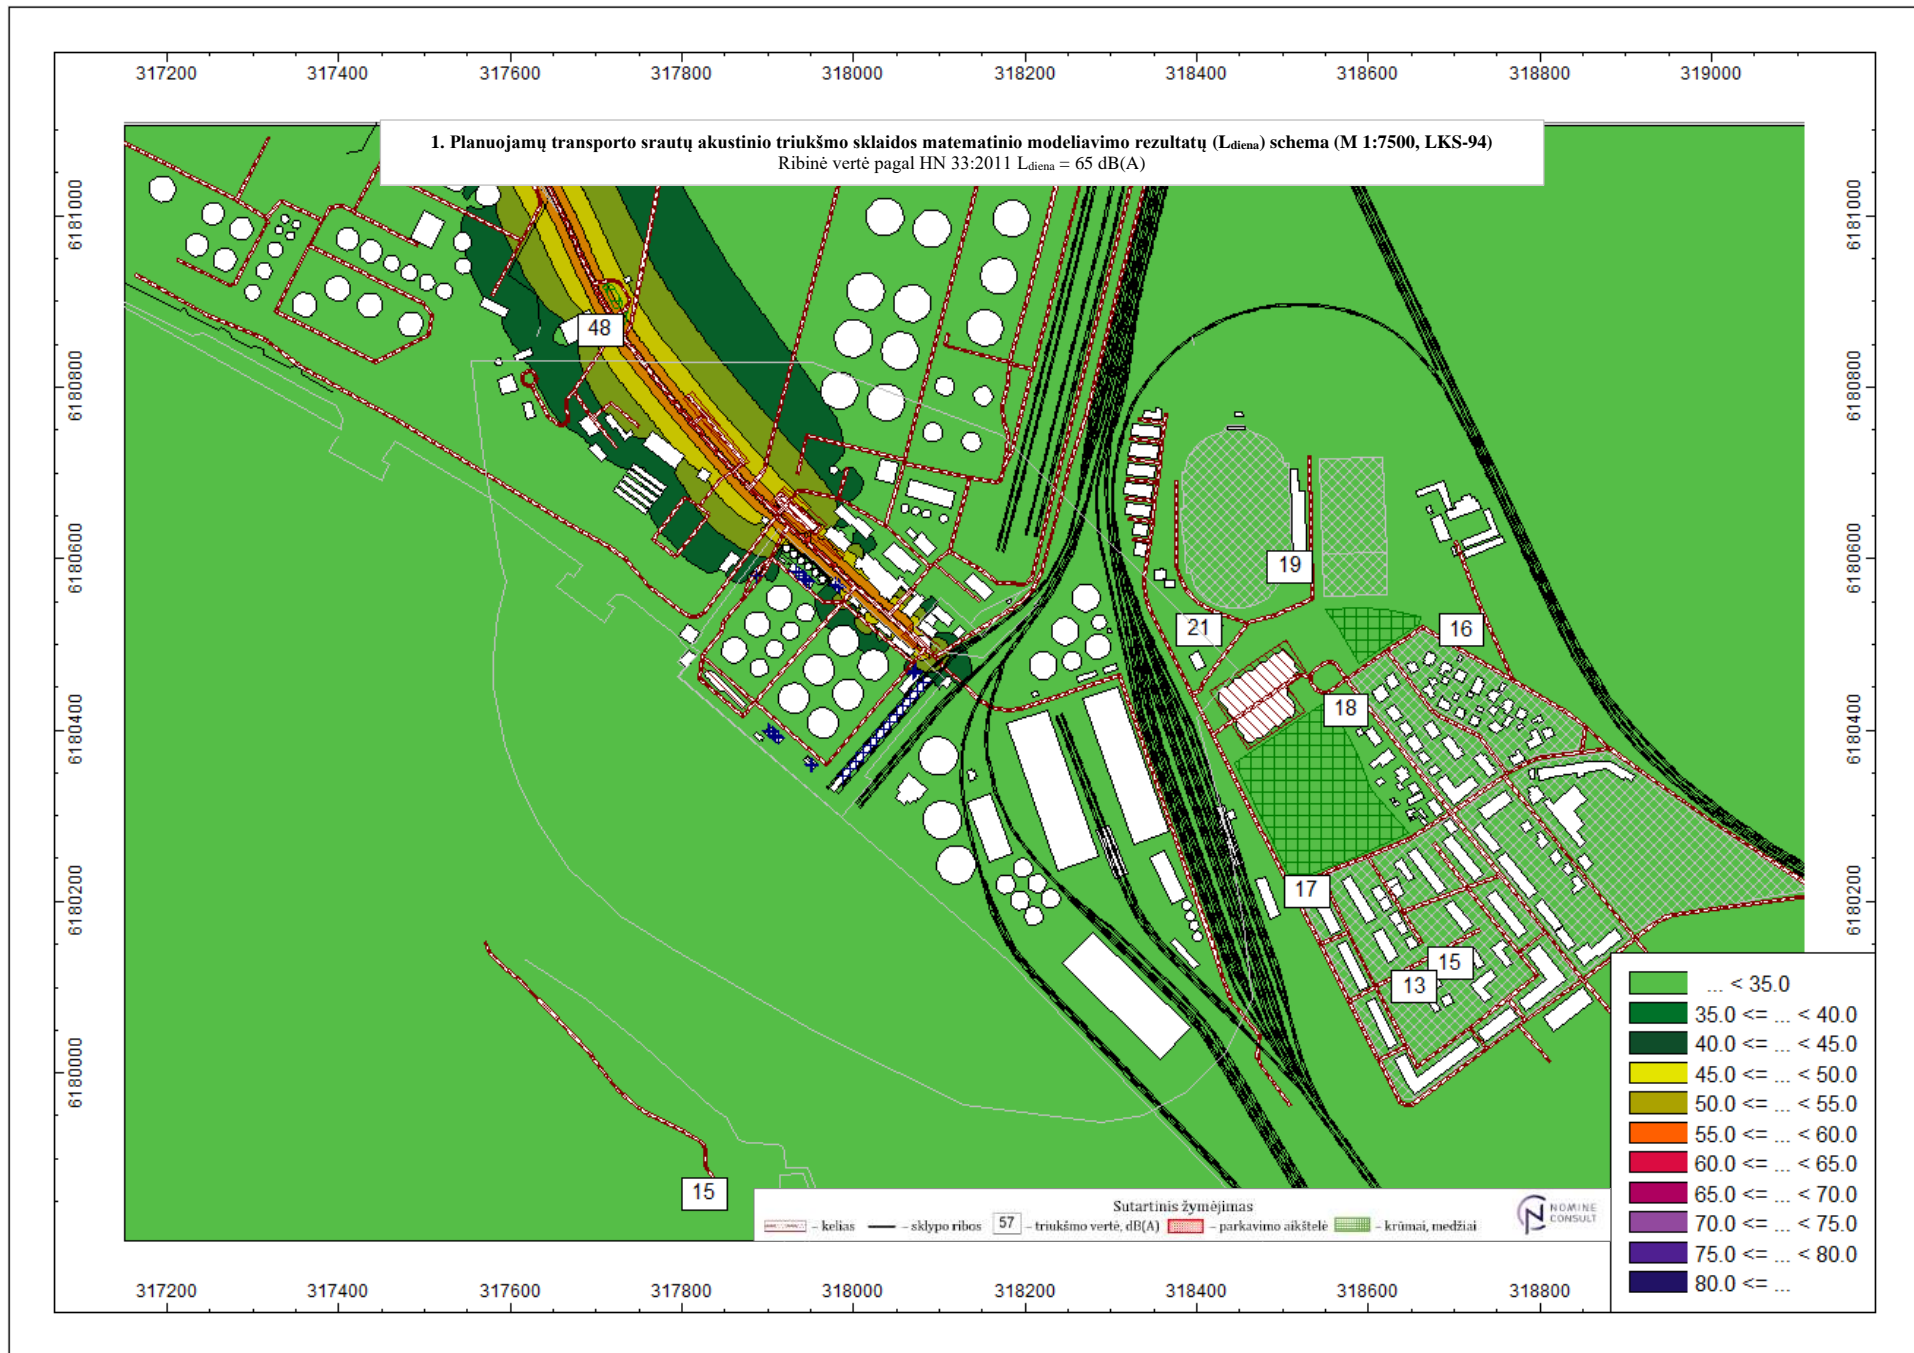 317200 317400 317600 317800 318000 318200 318400 318600 318800 319000
1. Planuojamų transporto srautų akustinio triukšmo sklaidos matematinio modeliavimo rezultatų (Ldiena) schema (M 1:7500, LKS-94)
Ribinė vertė pagal HN 33:2011 Ldiena = 65 dB(A)
6181000 6181000
48
6180800 6180800
6180600 6180600
19
21
16
18
6180400 6180400
17
6180200 6180200
15
13
6180000
15
... < 35.0
35.0 <= ... < 40.0
40.0 <= ... < 45.0
45.0 <= ... < 50.0
50.0 <= ... < 55.0
55.0 <= ... < 60.0
60.0 <= ... < 65.0
65.0 <= ... < 70.0
70.0 <= ... < 75.0
75.0 <= ... < 80.0
80.0 <= ...
Sutartinis žymėjimas
– kelias – sklypo ribos 57 – triukšmo vertė, dB(A) – parkavimo aikštelė – krūmai, medžiai
NOMINE
CONSULT
317200 317400 317600 317800 318000 318200 318400 318600 318800